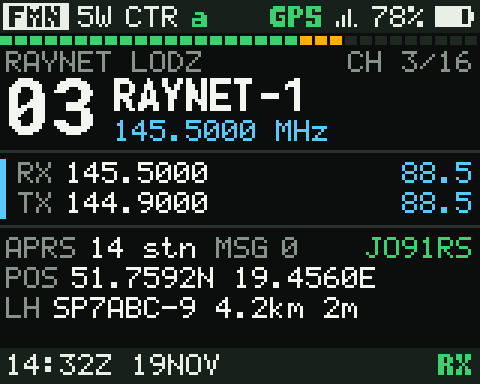 FMN 5W CTR a GPS 78%
RAYNET LODZ CH 3/16
03 RAYNET-1
145.5000 MHz
RX 145.5000 88.5
TX 144.9000 88.5
APRS 14 stn MSG 0 JO91RS
POS 51.7592N 19.4560E
LH SP7ABC-9 4.2km 2m
14:32Z 19NOV RX